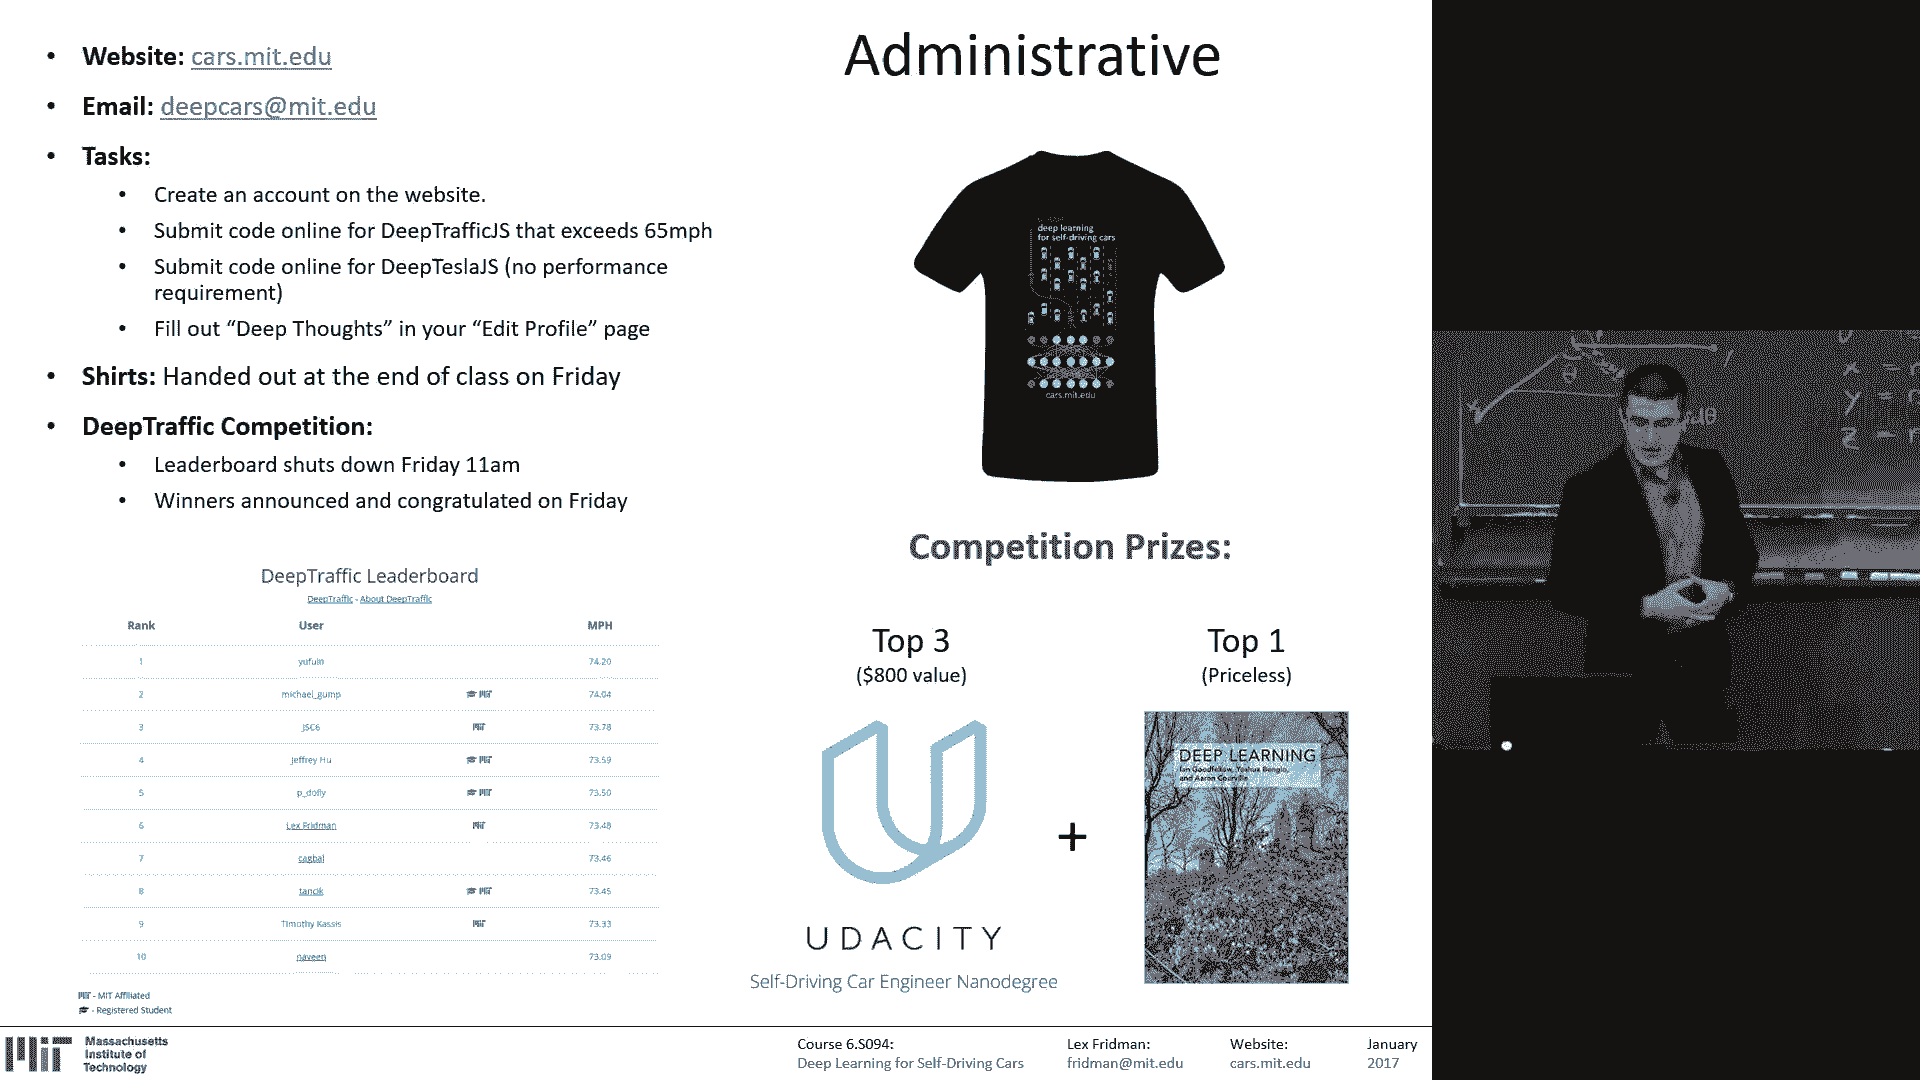 Administrative
Website: cars.mit.edu
Email: deepcars@mit.edu
Tasks:
Create an account on the website.
Submit code online for DeepTrafficJS that exceeds 65mph
Submit code online for DeepTeslaJS (no performance
requirement)
Fill out “Deep Thoughts” in your “Edit Profile” page
Shirts: Handed out at the end of class on Friday
DeepTraffic Competition:
Leaderboard shuts down Friday 11am
Winners announced and congratulated on Friday
DeepTraffic Leaderboard
DeepTraffic - About DeepTraffic
Rank User MPH
1 yufuin 74.20
2 michael_gump MIT 74.04
3 JSC6 MIT 73.78
4 Jeffrey Hu MIT 73.59
5 p_dofly MIT 73.50
6 Lex Fridman MIT 73.48
7 cagbal 73.46
8 tancik MIT 73.45
9 Timothy Kassis MIT 73.33
10 naveen 73.09
MIT - MIT Affiliated
- Registered Student
deep learning
for self-driving cars
cars.mit.edu
Competition Prizes:
Top 3
($800 value)
UDACITY
Self-Driving Car Engineer Nanodegree
+
Top 1
(Priceless)
DEEP LEARNING
Ian Goodfellow, Yoshua Bengio,
and Aaron Courville
MIT
Massachusetts
Institute of
Technology
Course 6.S094:
Deep Learning for Self-Driving Cars
Lex Fridman:
fridman@mit.edu
Website:
cars.mit.edu
January
2017
x =
y =
z =